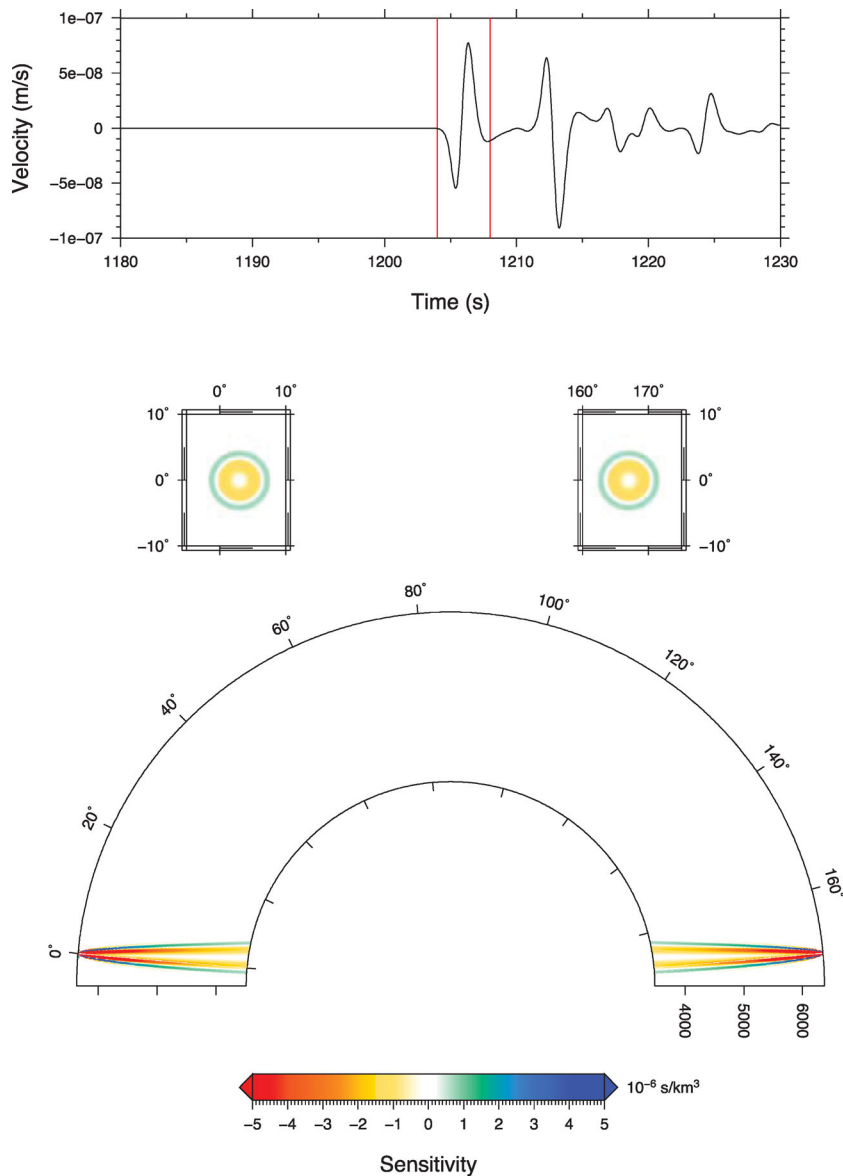 1e-07
5e-08
0
-5e-08
-1e-07
Velocity (m/s)
1180 1190 1200 1210 1220 1230
Time (s)
0° 10°
10°
0°
-10°
160° 170°
10°
0°
-10°
0° 20° 40° 60° 80° 100° 120° 140° 160°
4000 5000 6000
-5 -4 -3 -2 -1 0 1 2 3 4 5
10⁻⁶ s/km³
Sensitivity